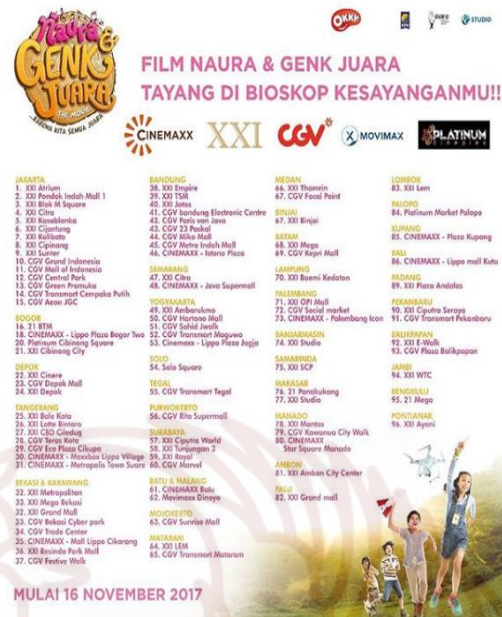 Naura &
GENK
JUARA
THE MOVIE
...KARENA KITA SEMUA JUARA
OKKY
STUDIO
FILM NAURA & GENK JUARA
TAYANG DI BIOSKOP KESAYANGANMU!!
CINEMAXX
XXI
CGV
MOVIMAX
PLATINUM
Cineplex
JAKARTA
1. XXI Atrium
2. XXI Pondok Indah Mall 1
3. XXI Blok M Square
4. XXI Citra
5. XXI Kasablanka
6. XXI Cijantung
7. XXI Kalibata
8. XXI Cipinang
9. XXI Sunter
10. CGV Grand Indonesia
11. CGV Mall of Indonesia
12. CGV Central Park
13. CGV Green Pramuka
14. CGV Transmart Cempaka Putih
15. CGV Aeon JGC
BOGOR
16. 21 BTM
18. CINEMAXX - Lippo Plaza Bogor Two
20. Platinum Cibinong Square
21. XXI Cibinong City
DEPOK
22. XXI Cinere
23. CGV Depok Mall
24. XXI Depok
TANGERANG
25. XXI Bale Kota
26. XXI Lotte Bintaro
27. XXI CBD Ciledug
28. CGV Teras Kota
29. CGV Eco Plaza Cikupa
30. CINEMAXX - Maxxbox Lippo Village
31. CINEMAXX - Metropolis Town Suare
BEKASI & KARAWANG
32. XXI Metropolitan
33. XXI Mega Bekasi
32. XXI Grand Mall
33. CGV Bekasi Cyber park
34. CGV Trade Center
35. CINEMAXX - Mall Lippo Cikarang
36. XXI Resinda Park Mall
37. CGV Festive Walk
BANDUNG
38. XXI Empire
39. XXI TSM
40. XXI Jatos
41. CGV bandung Electronic Centre
42. CGV Paris van Java
43. CGV 23 Paskal
44. CGV Miko Mall
45. CGV Metro Indah Mall
46. CINEMAXX - Istana Plaza
SEMARANG
47. XXI Citra
48. CINEMAXX - Java Supermall
YOGYAKARTA
49. XXI Ambarukmo
50. CGV Hartono Mall
51. CGV Sahid Jwalk
52. CGV Transmart Maguwo
53. Cinemaxx - Lippo Plaza Jogja
SOLO
54. Solo Square
TEGAL
55. CGV Transmart Tegal
PURWOKERTO
56. CGV Rita Supermall
SURABAYA
57. XXI Ciputra World
58. XXI Tunjungan 3
59. XXI Royal
60. CGV Marvel
BATU & MALANG
61. CINEMAXX Batu
62. Movimaxx Dinoyo
MOJOKERTO
63. CGV Sunrise Mall
MATARAM
64. XXI LEM
65. CGV Transmart Mataram
MEDAN
66. XXI Thamrin
67. CGV Focal Point
BINJAI
67. XXI Binjai
BATAM
68. XXI Mega
69. CGV Kepri Mall
LAMPUNG
70. XXI Boemi Kedaton
PALEMBANG
71. XXI OPI Mall
72. CGV Social market
73. CINEMAXX - Palembang Icon
BANJARMASIN
74. XXI Studio
SAMARINDA
75. XXI SCP
MAKASAR
76. 21 Panakukang
77. XXI Studio
MANADO
78. XXI Mantos
79. CGV Kawanua City Walk
80. CINEMAXX
Star Square Manado
AMBON
81. XXI Ambon City Center
PALU
82. XXI Grand mall
LOMBOK
83. XXI Lem
PALOPO
84. Platinum Market Palopo
KUPANG
85. CINEMAXX - Plaza Kupang
BALI
86. CINEMAXX - Lippo mall Kuta
PADANG
89. XXI Plaza Andalas
PEKANBARU
90. XXI Ciputra Seraya
91. CGV Transmart Pekanbaru
BALIKPAPAN
92. XXI E-Walk
93. CGV Plaza Balikpapan
JAMBI
94. XXI WTC
BENGKULU
95. 21 Mega
PONTIANAK
96. XXI Ayani
MULAI 16 NOVEMBER 2017